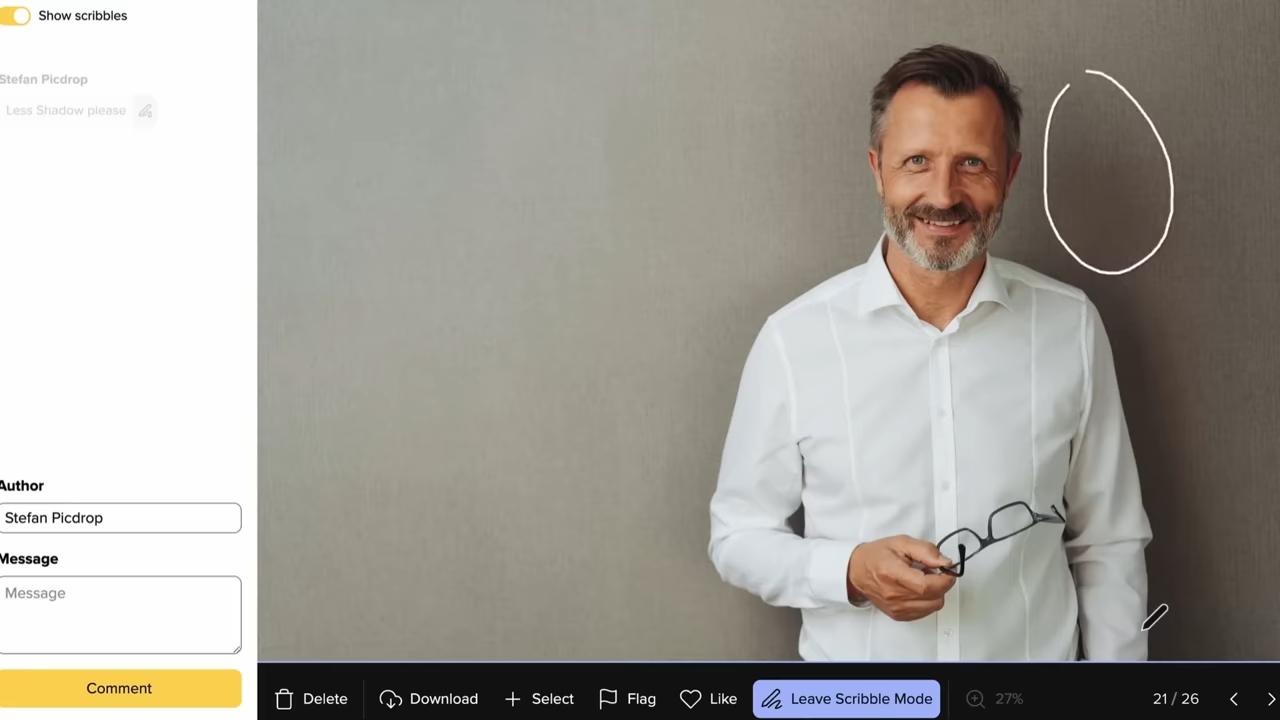 Show scribbles
Stefan Picdrop
Less Shadow please
Author
Stefan Picdrop
Message
Message
Comment
Delete
Download
Select
Flag
Like
Leave Scribble Mode
27%
21 / 26